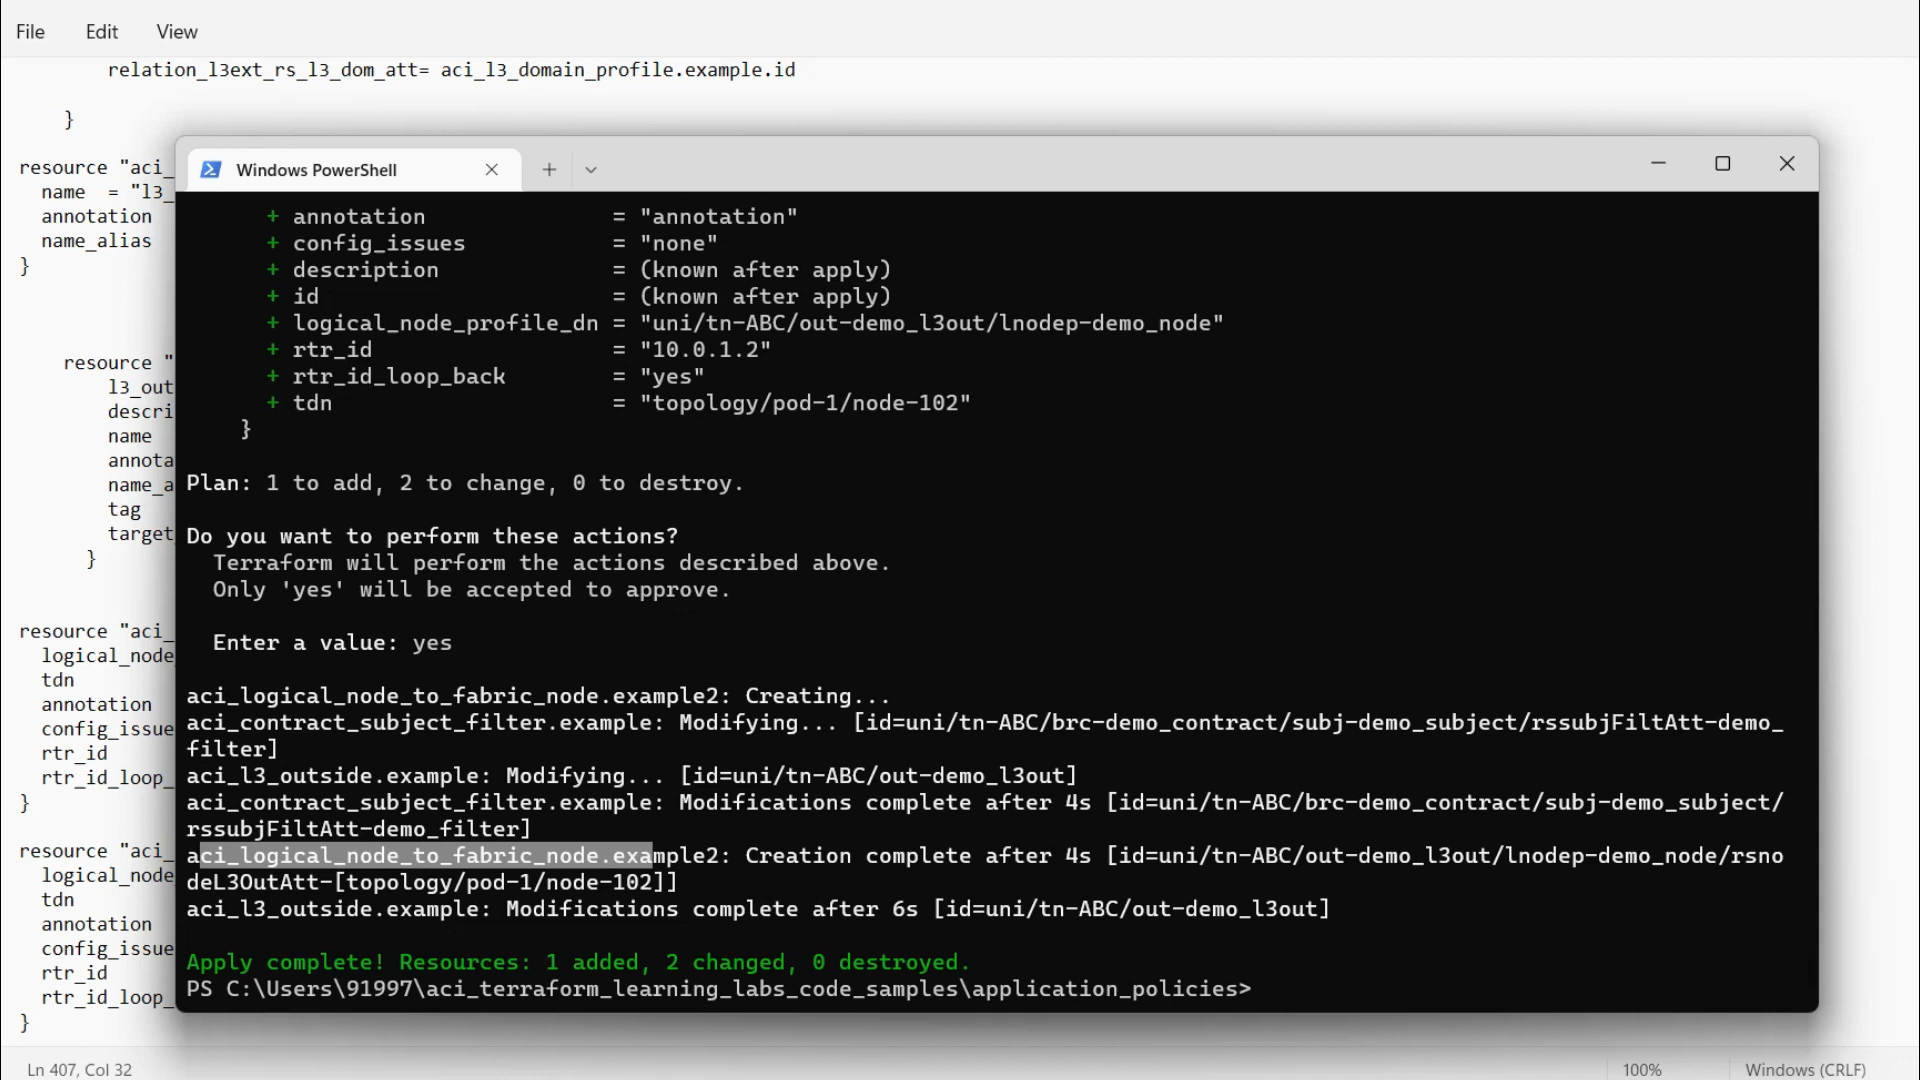 File Edit View
relation_l3ext_rs_l3_dom_att= aci_l3_domain_profile.example.id
}
resource "aci_
name = "l3_
annotation
name_alias
}
resource "
l3_out
descri
name
annota
name_a
tag
target
}
resource "aci_
logical_node
tdn
annotation
config_issue
rtr_id
rtr_id_loop_
}
resource "aci_
logical_node
tdn
annotation
config_issue
rtr_id
rtr_id_loop_
}
Windows PowerShell
+ annotation = "annotation"
+ config_issues = "none"
+ description = (known after apply)
+ id = (known after apply)
+ logical_node_profile_dn = "uni/tn-ABC/out-demo_l3out/lnodep-demo_node"
+ rtr_id = "10.0.1.2"
+ rtr_id_loop_back = "yes"
+ tdn = "topology/pod-1/node-102"
}
Plan: 1 to add, 2 to change, 0 to destroy.
Do you want to perform these actions?
Terraform will perform the actions described above.
Only 'yes' will be accepted to approve.
Enter a value: yes
aci_logical_node_to_fabric_node.example2: Creating...
aci_contract_subject_filter.example: Modifying... [id=uni/tn-ABC/brc-demo_contract/subj-demo_subject/rssubjFiltAtt-demo_
filter]
aci_l3_outside.example: Modifying... [id=uni/tn-ABC/out-demo_l3out]
aci_contract_subject_filter.example: Modifications complete after 4s [id=uni/tn-ABC/brc-demo_contract/subj-demo_subject/
rssubjFiltAtt-demo_filter]
aci_logical_node_to_fabric_node.example2: Creation complete after 4s [id=uni/tn-ABC/out-demo_l3out/lnodep-demo_node/rsno
deL3OutAtt-[topology/pod-1/node-102]]
aci_l3_outside.example: Modifications complete after 6s [id=uni/tn-ABC/out-demo_l3out]
Apply complete! Resources: 1 added, 2 changed, 0 destroyed.
PS C:\Users\91997\aci_terraform_learning_labs_code_samples\application_policies>
Ln 407, Col 32 100% Windows (CRLF)